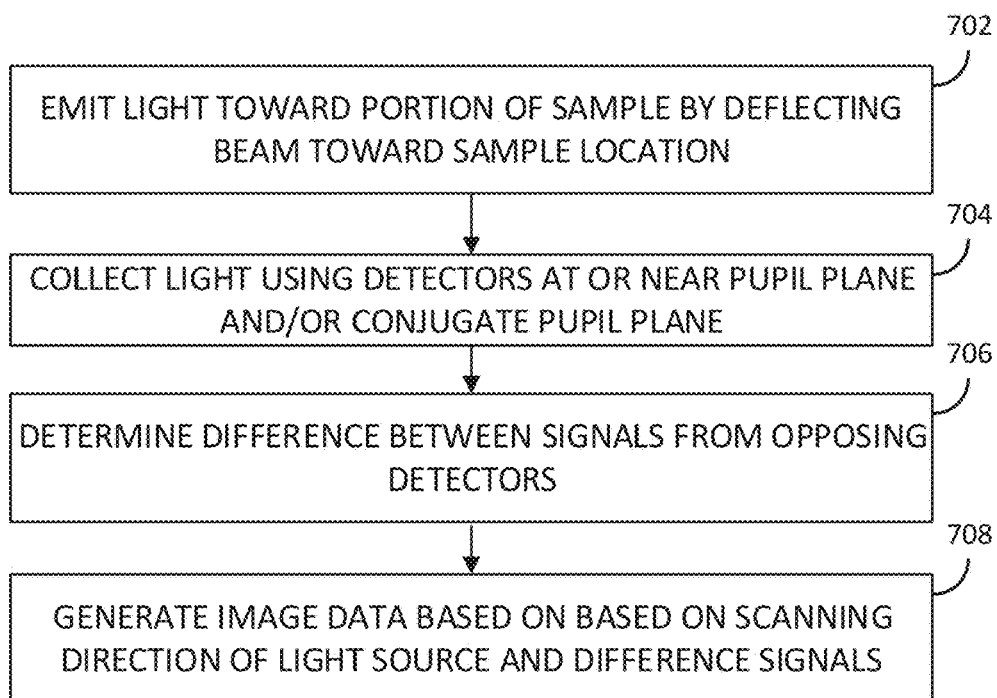 702
EMIT LIGHT TOWARD PORTION OF SAMPLE BY DEFLECTING
BEAM TOWARD SAMPLE LOCATION
704
COLLECT LIGHT USING DETECTORS AT OR NEAR PUPIL PLANE
AND/OR CONJUGATE PUPIL PLANE
706
DETERMINE DIFFERENCE BETWEEN SIGNALS FROM OPPOSING
DETECTORS
708
GENERATE IMAGE DATA BASED ON BASED ON SCANNING
DIRECTION OF LIGHT SOURCE AND DIFFERENCE SIGNALS